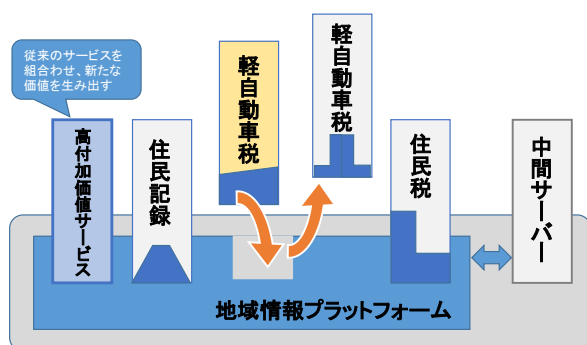 従来のサービスを
組合わせ、新たな
価値を生み出す
高付加価値サービス
住民記録
軽自動車税
軽自動車税
住民税
中間サーバー
地域情報プラットフォーム